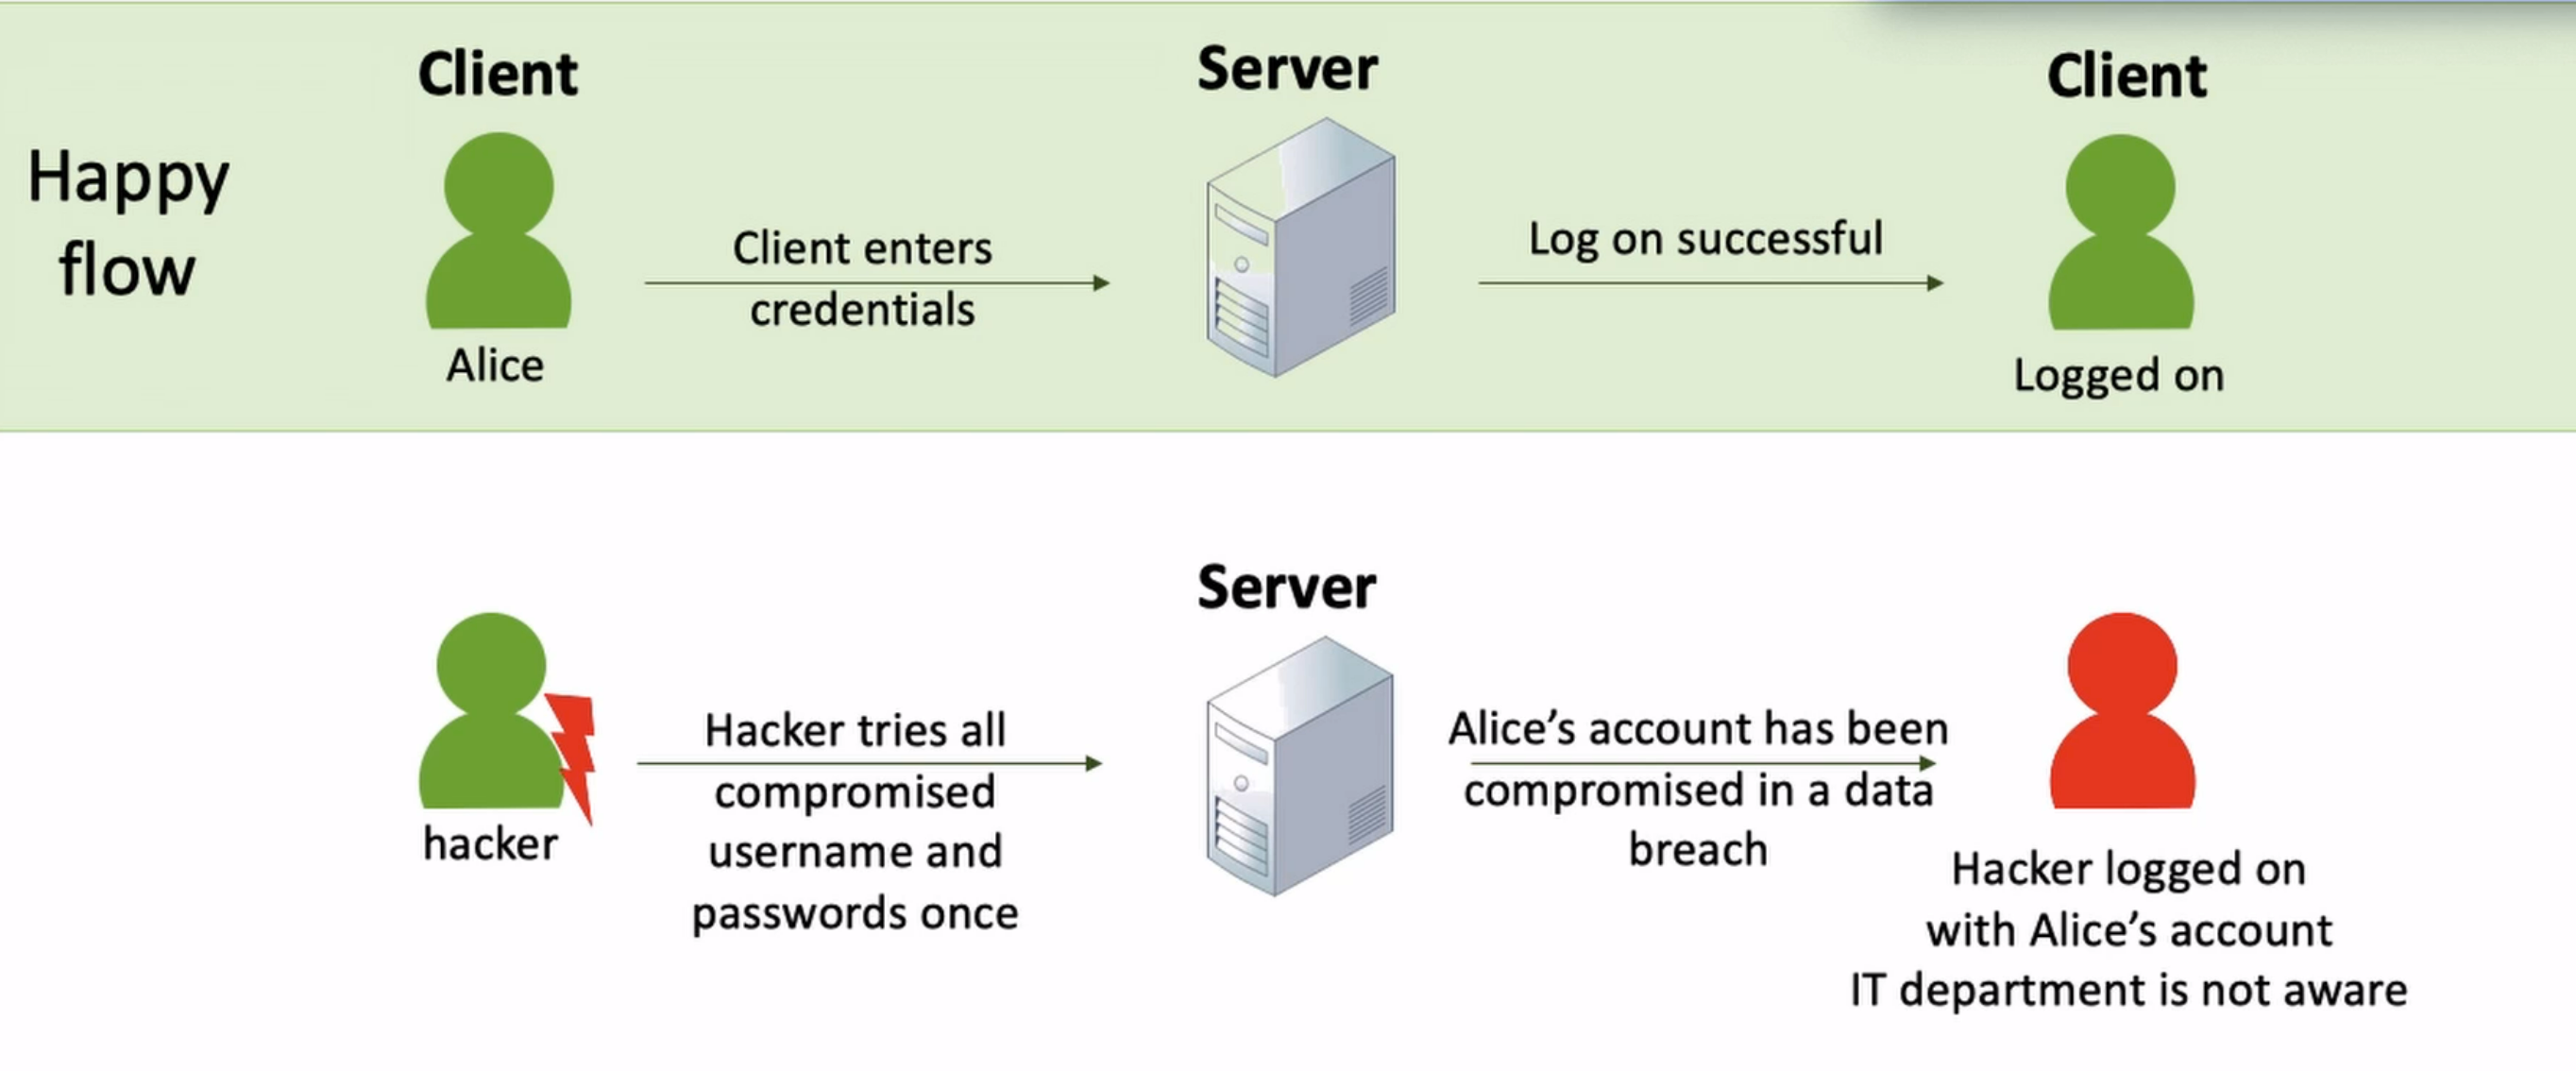 Client
Server
Client
Happy
flow
Client enters
credentials
Log on successful
Alice
Logged on
Server
Hacker tries all
compromised
username and
passwords once
Alice’s account has been
compromised in a data
breach
hacker
Hacker logged on
with Alice’s account
IT department is not aware